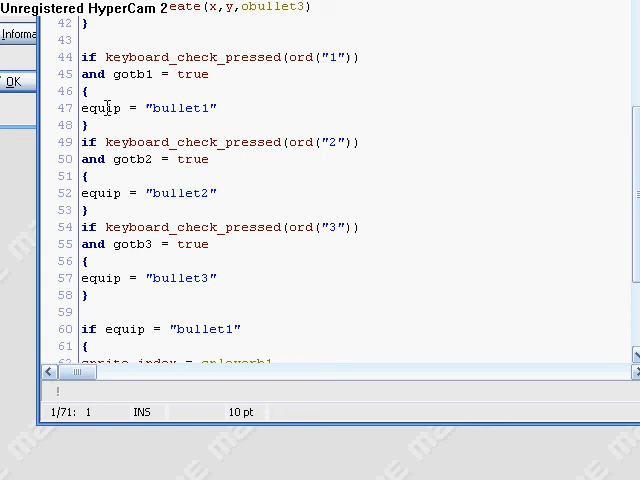 Unregistered HyperCam 2
eate(x,y,obullet3)
Informa
OK
42 }
43
44 if keyboard_check_pressed(ord("1"))
45 and gotb1 = true
46 {
47 equip = "bullet1"
48 }
49 if keyboard_check_pressed(ord("2"))
50 and gotb2 = true
51 {
52 equip = "bullet2"
53 }
54 if keyboard_check_pressed(ord("3"))
55 and gotb3 = true
56 {
57 equip = "bullet3"
58 }
59
60 if equip = "bullet1"
61 {
62 sprite_index = splayerb1
!
1/71: 1 INS 10 pt